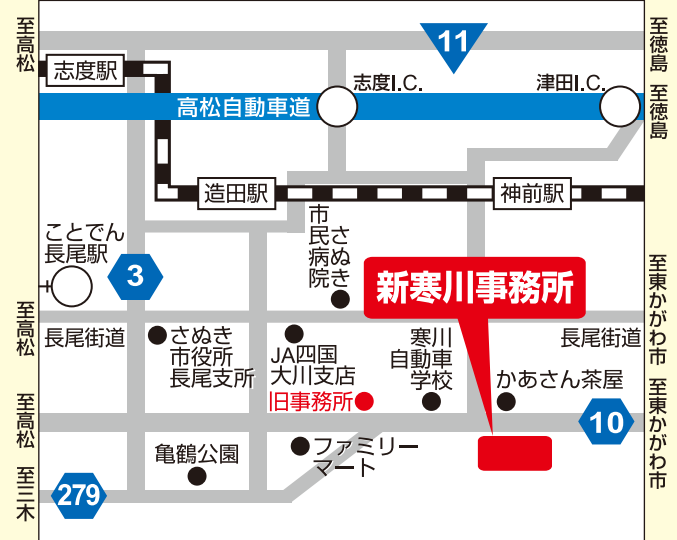 至高松
11
至徳島
志度駅
志度I.C.
津田I.C.
高松自動車道
至徳島
造田駅
神前駅
ことでん
長尾駅
市民病院
さぬき
3
新寒川事務所
至高松
長尾街道
さぬき
市役所
長尾支所
JA四国
大川支店
旧事務所
寒川
自動車
学校
長尾街道
至東かがわ市
かあさん茶屋
至高松
10
至東かがわ市
亀鶴公園
ファミリー
マート
至三木
279